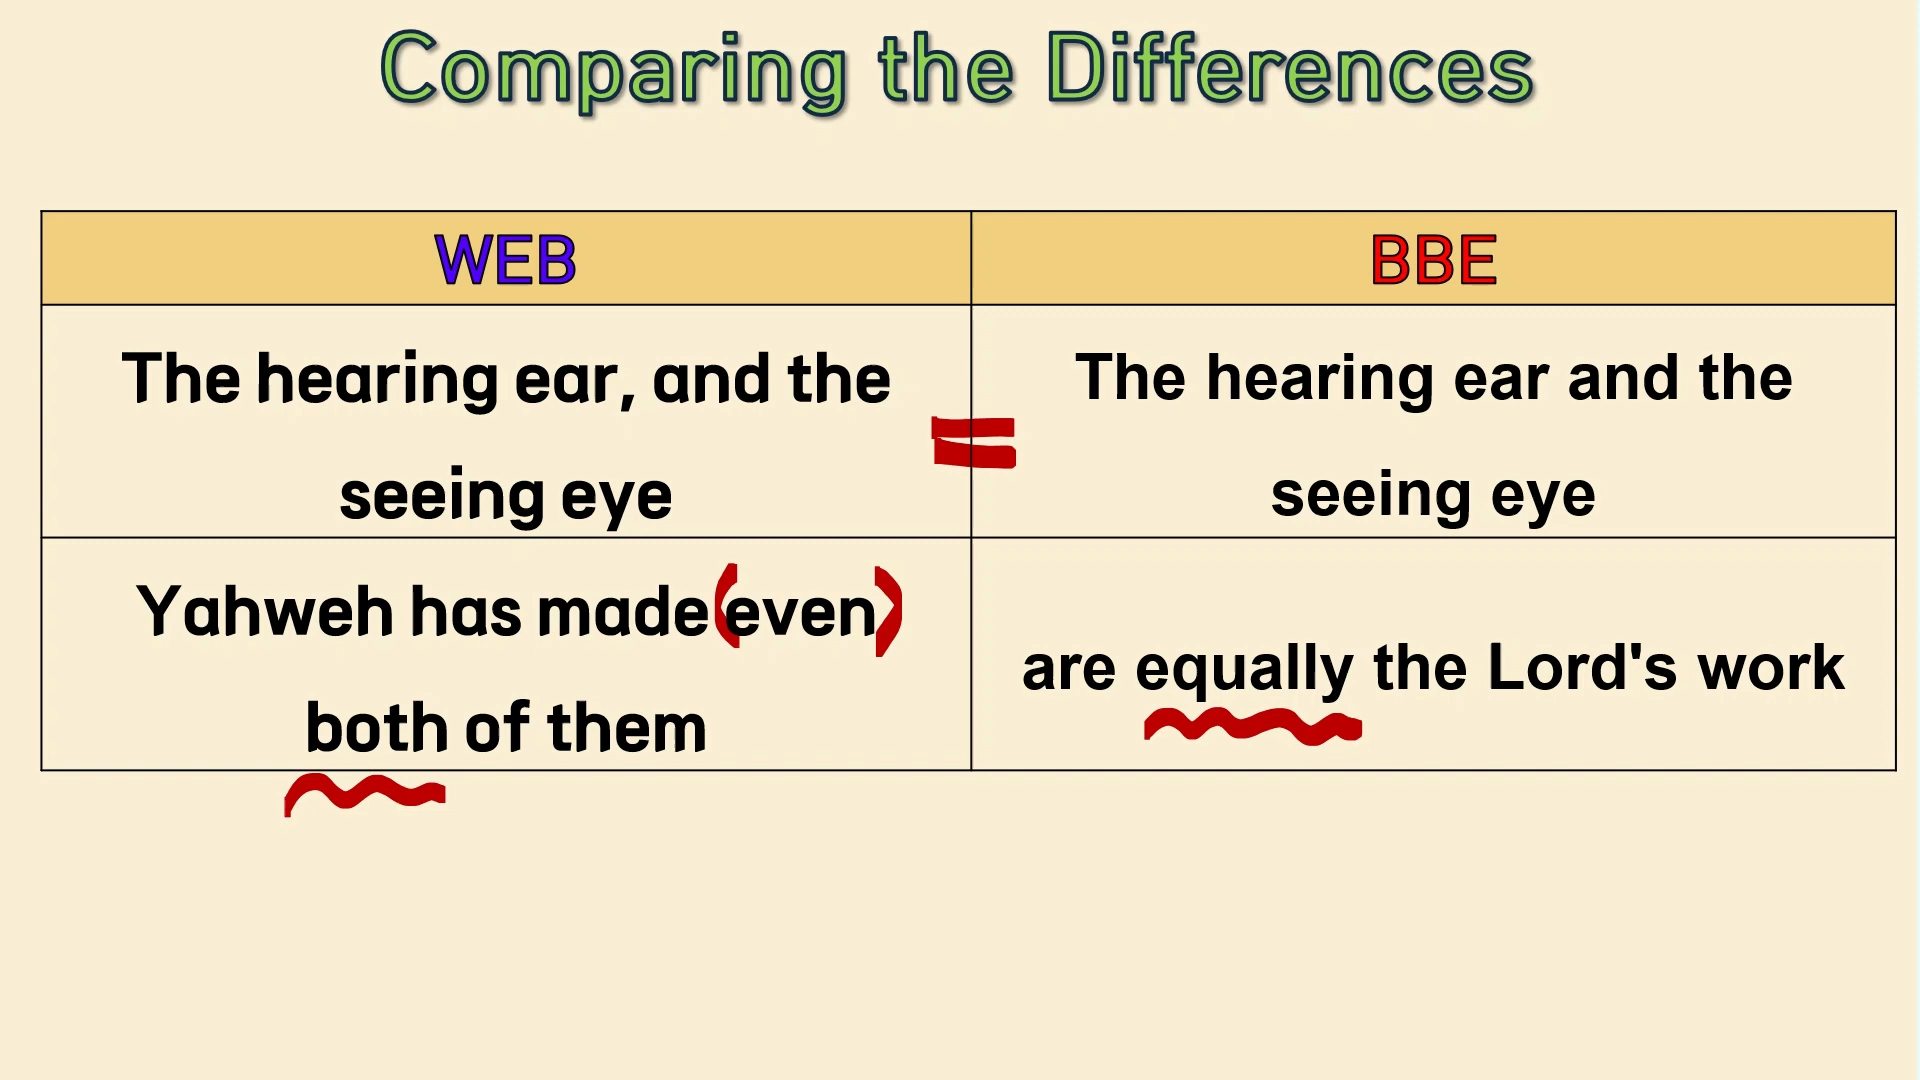 Comparing the Differences
WEB
BBE
The hearing ear, and the
seeing eye
=
The hearing ear and the
seeing eye
Yahweh has made (even)
both of them
are equally the Lord's work